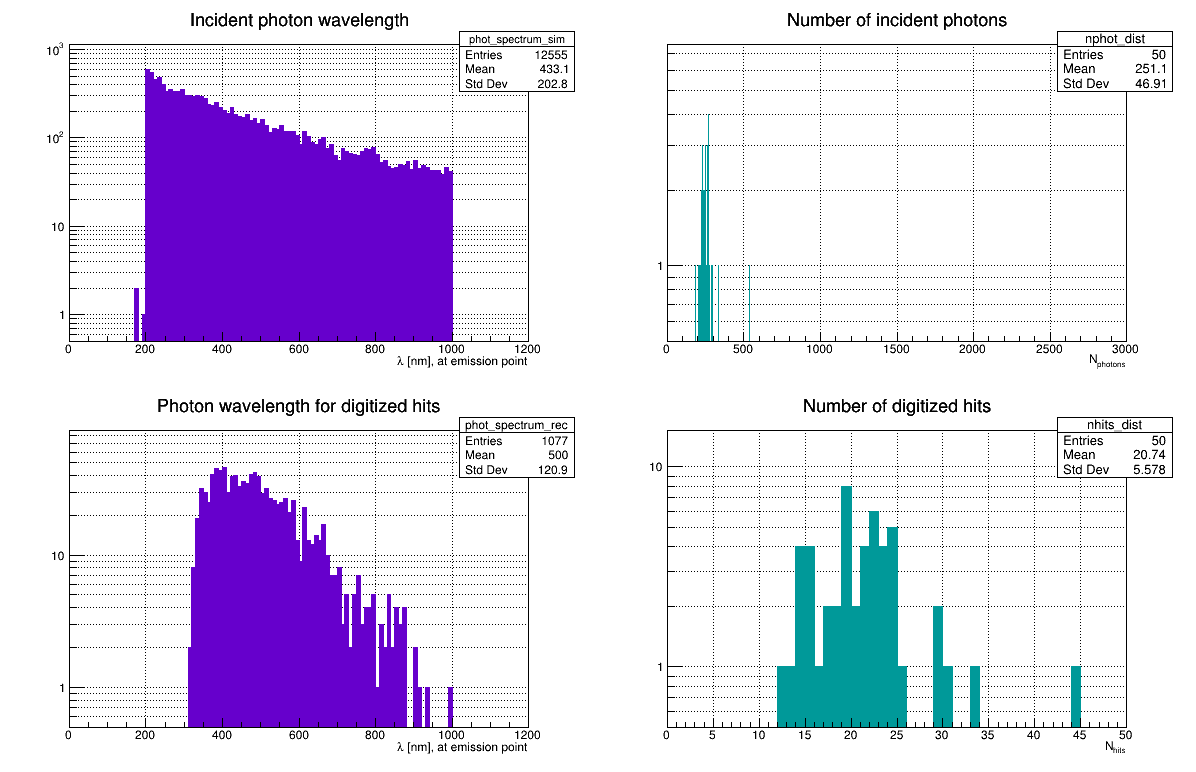 Incident photon wavelength
phot_spectrum_sim
Entries 12555
Mean 433.1
Std Dev 202.8
10^3
10^2
10
1
0 200 400 600 800 1000 1200
λ [nm], at emission point
Number of incident photons
nphot_dist
Entries 50
Mean 251.1
Std Dev 46.91
1
0 500 1000 1500 2000 2500 3000
N_photons
Photon wavelength for digitized hits
phot_spectrum_rec
Entries 1077
Mean 500
Std Dev 120.9
10
1
0 200 400 600 800 1000 1200
λ [nm], at emission point
Number of digitized hits
nhits_dist
Entries 50
Mean 20.74
Std Dev 5.578
10
1
0 5 10 15 20 25 30 35 40 45 50
N_hits